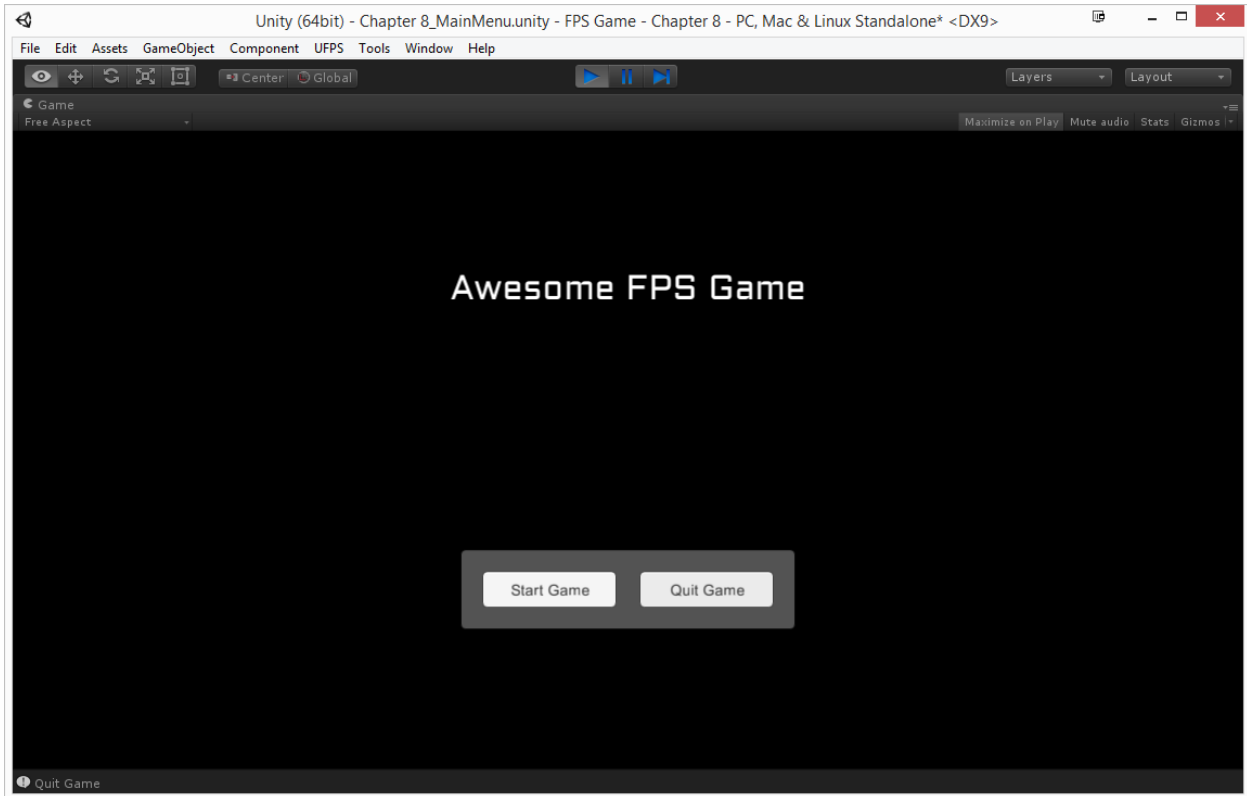 Unity (64bit) - Chapter 8_MainMenu.unity - FPS Game - Chapter 8 - PC, Mac & Linux Standalone* <DX9>
File Edit Assets GameObject Component UFPS Tools Window Help
Center Global Layers Layout
Game
Free Aspect Maximize on Play Mute audio Stats Gizmos
Awesome FPS Game
Start Game Quit Game
Quit Game